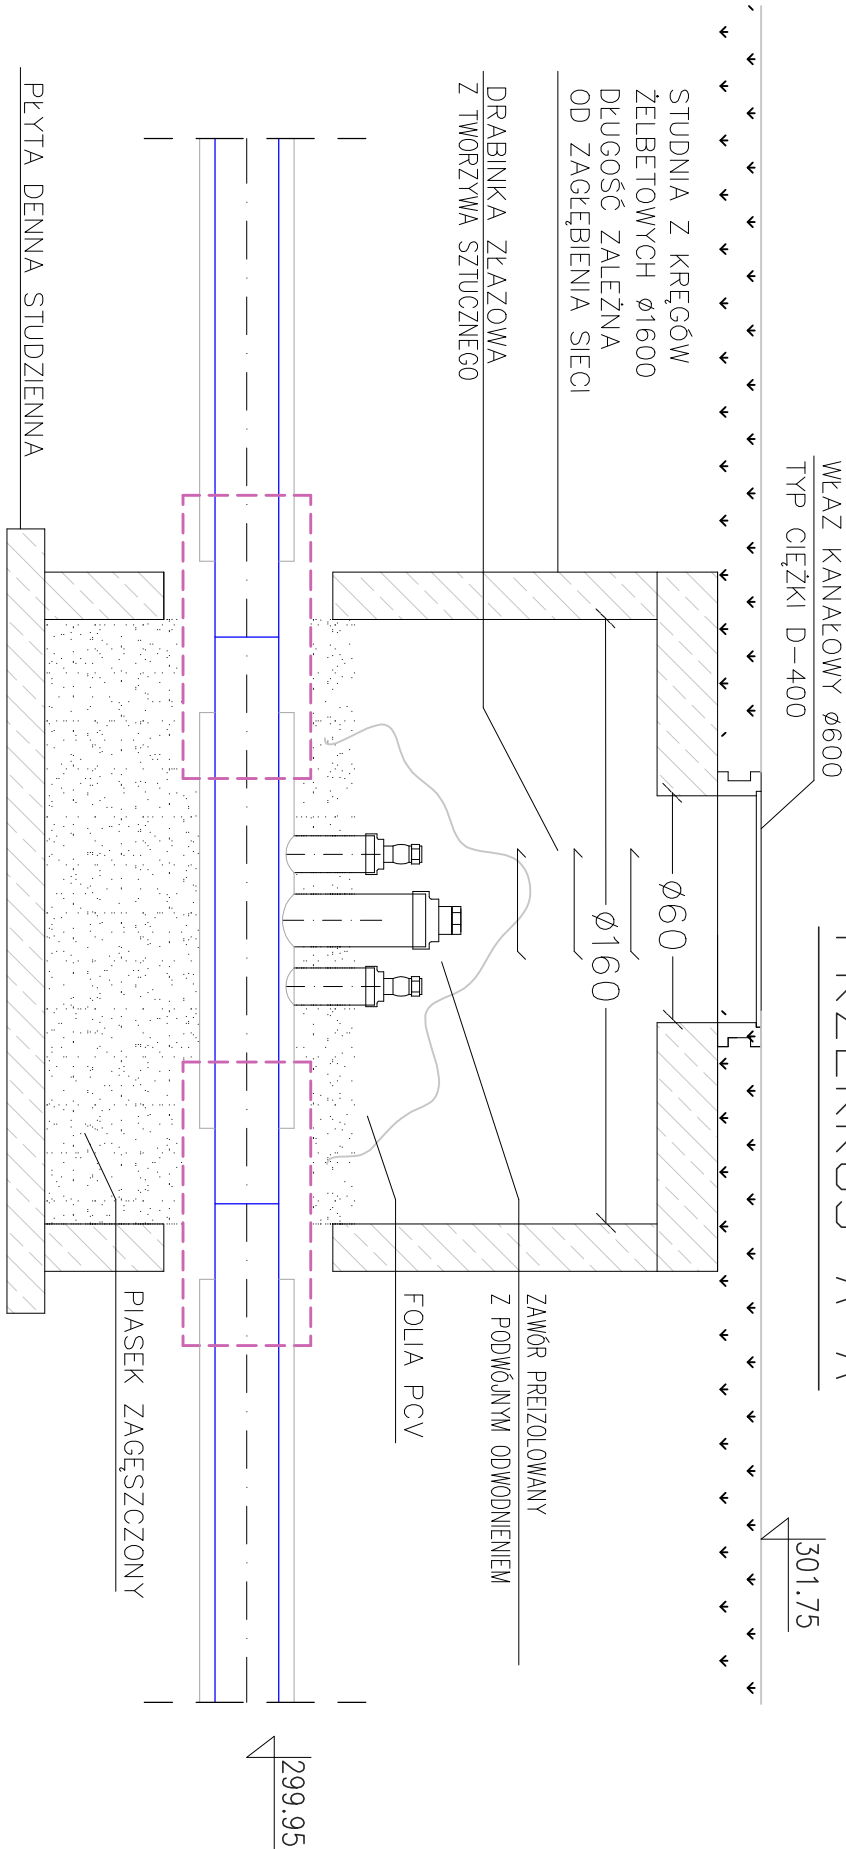 WŁAZ KANAŁOWY Ø600
TYP CIĘŻKI D-400
STUDNIA Z KRĘGÓW
ŻELBETOWYCH Ø1600
DŁUGOŚĆ ZALEŻNA
OD ZAGŁĘBIENIA SIECI
DRABINKA ZŁAZOWA
Z TWORZYWA SZTUCZNEGO
PŁYTA DENNA STUDZIENNA
Ø60
Ø160
ZAWÓR PREIZOLOWANY
Z PODWÓJNYM ODWODNIENIEM
FOLIA PCV
PIASEK ZAGĘSZCZONY
301.75
299.95